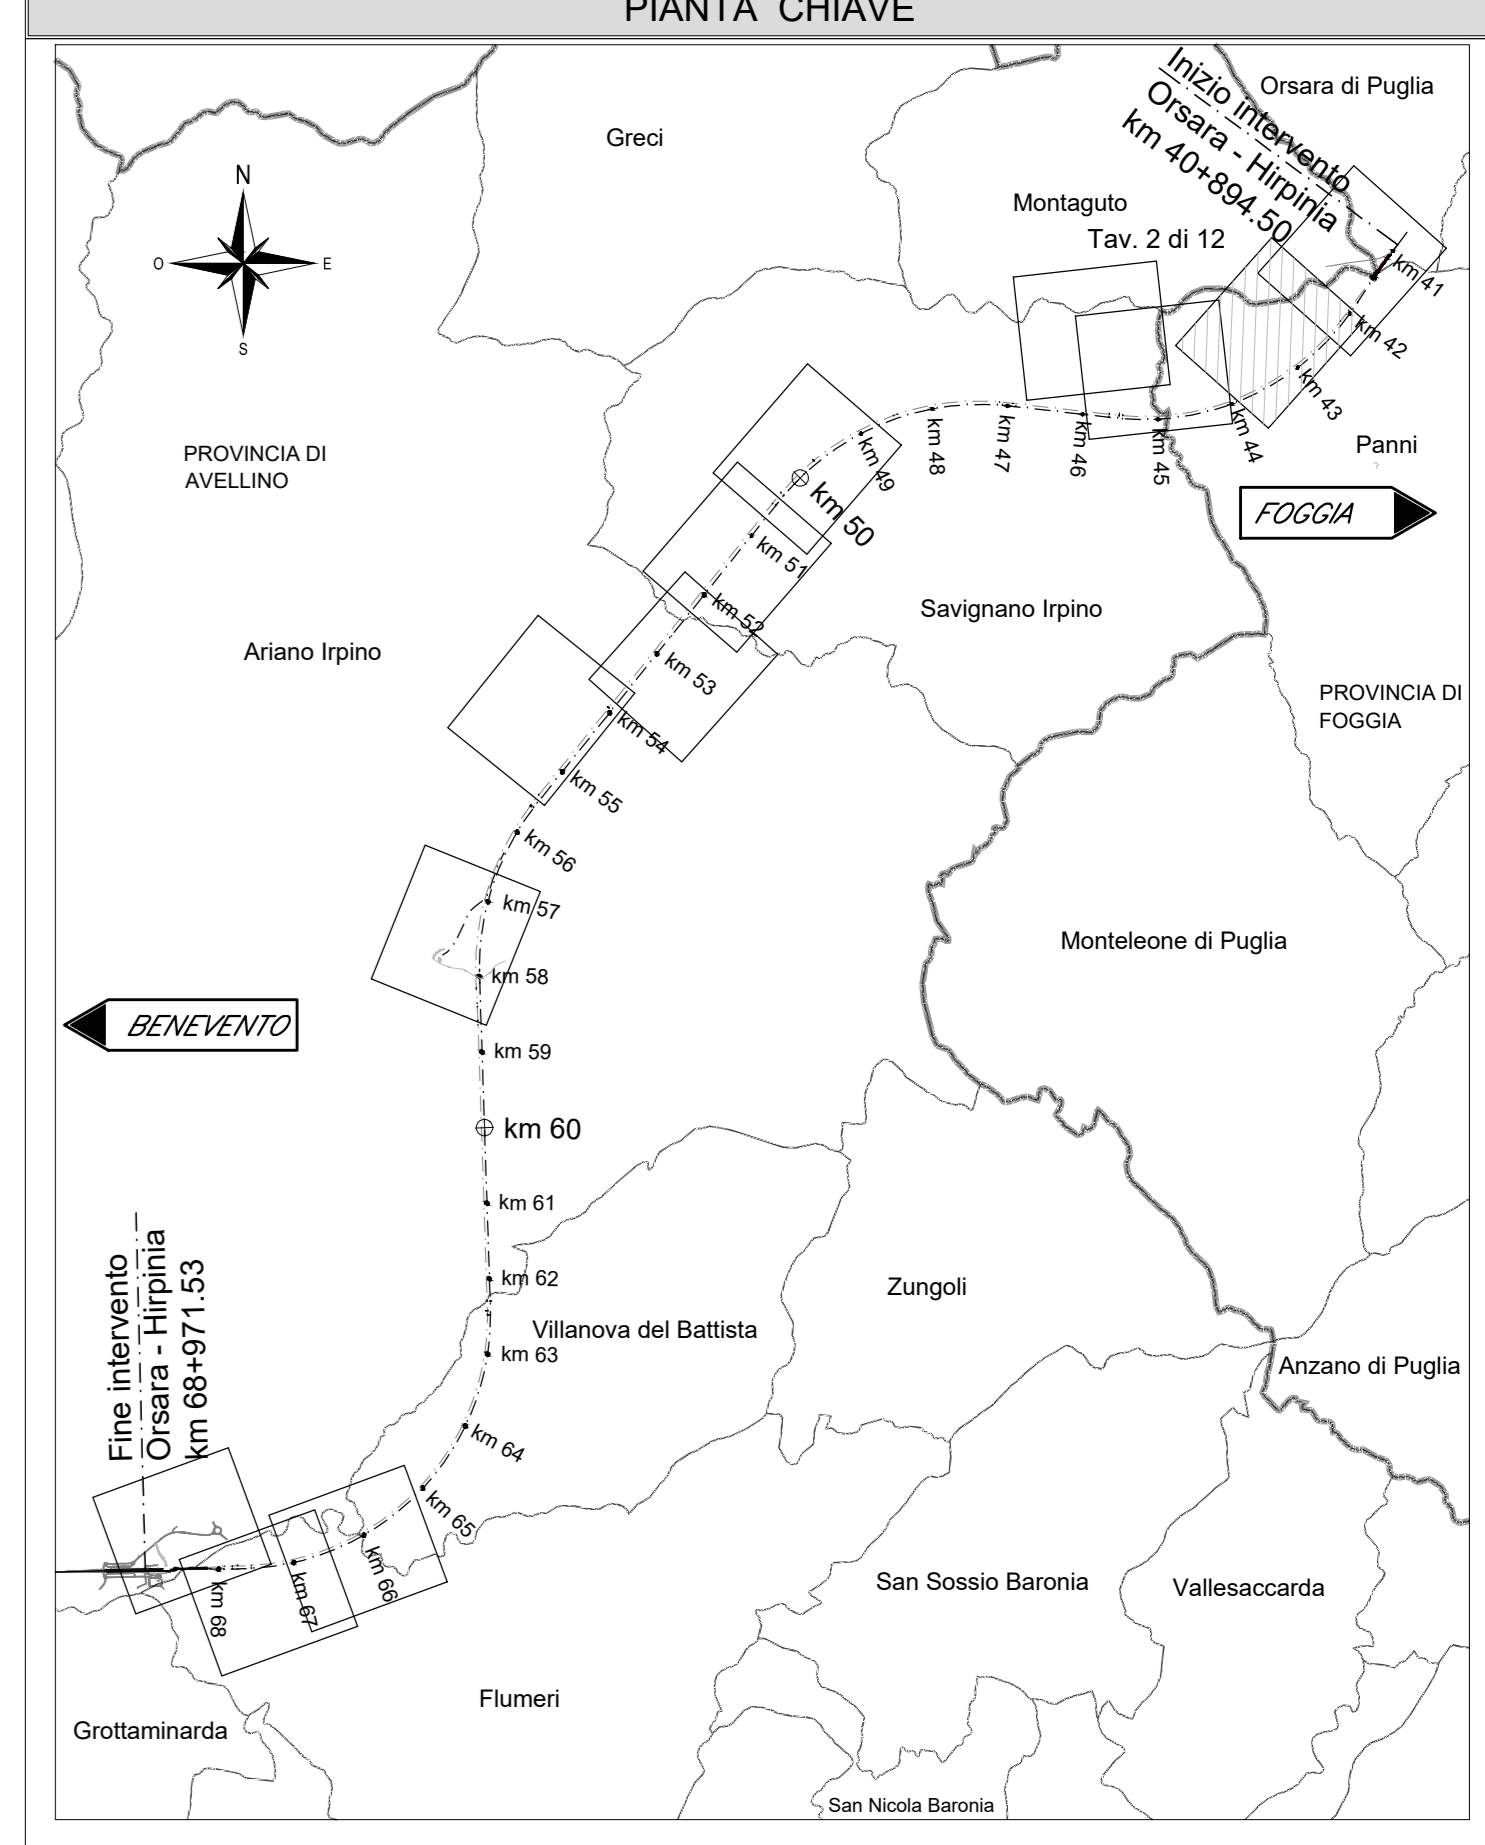 PIANTA CHIAVE
Inizio intervento
Orsara - Hirpinia
km 40+894.50
Orsara di Puglia
Greci
Montaguto
Tav. 2 di 12
N
O
E
S
km 41
km 42
km 43
km 44
km 45
km 46
km 47
km 48
km 49
km 50
Panni
PROVINCIA DI
AVELLINO
FOGGIA
km 51
km 52
km 53
km 54
km 55
km 56
km 57
km 58
km 59
km 60
km 61
km 62
km 63
km 64
km 65
km 66
km 67
km 68
Savignano Irpino
Ariano Irpino
PROVINCIA DI
FOGGIA
Monteleone di Puglia
BENEVENTO
Zungoli
Villanova del Battista
Anzano di Puglia
Fine intervento
Orsara - Hirpinia
km 68+971.53
San Sossio Baronia
Vallesaccarda
Flumeri
Grottaminarda
San Nicola Baronia